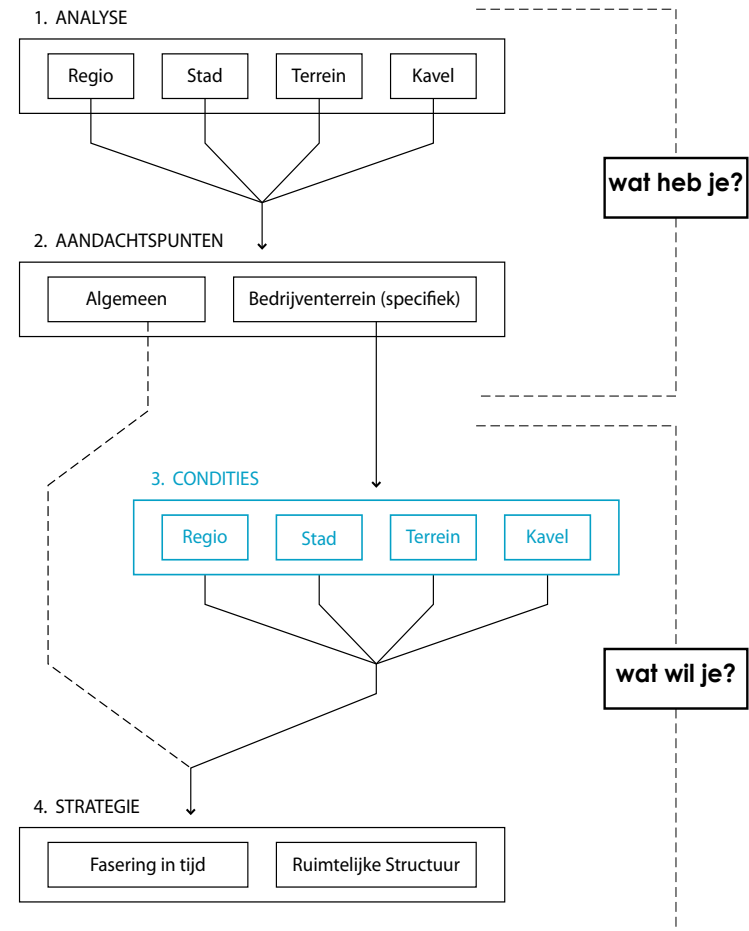 1. ANALYSE
Regio
Stad
Terrein
Kavel
wat heb je?
2. AANDACHTSPUNTEN
Algemeen
Bedrijventerrein (specifiek)
3. CONDITIES
Regio
Stad
Terrein
Kavel
wat wil je?
4. STRATEGIE
Fasering in tijd
Ruimtelijke Structuur